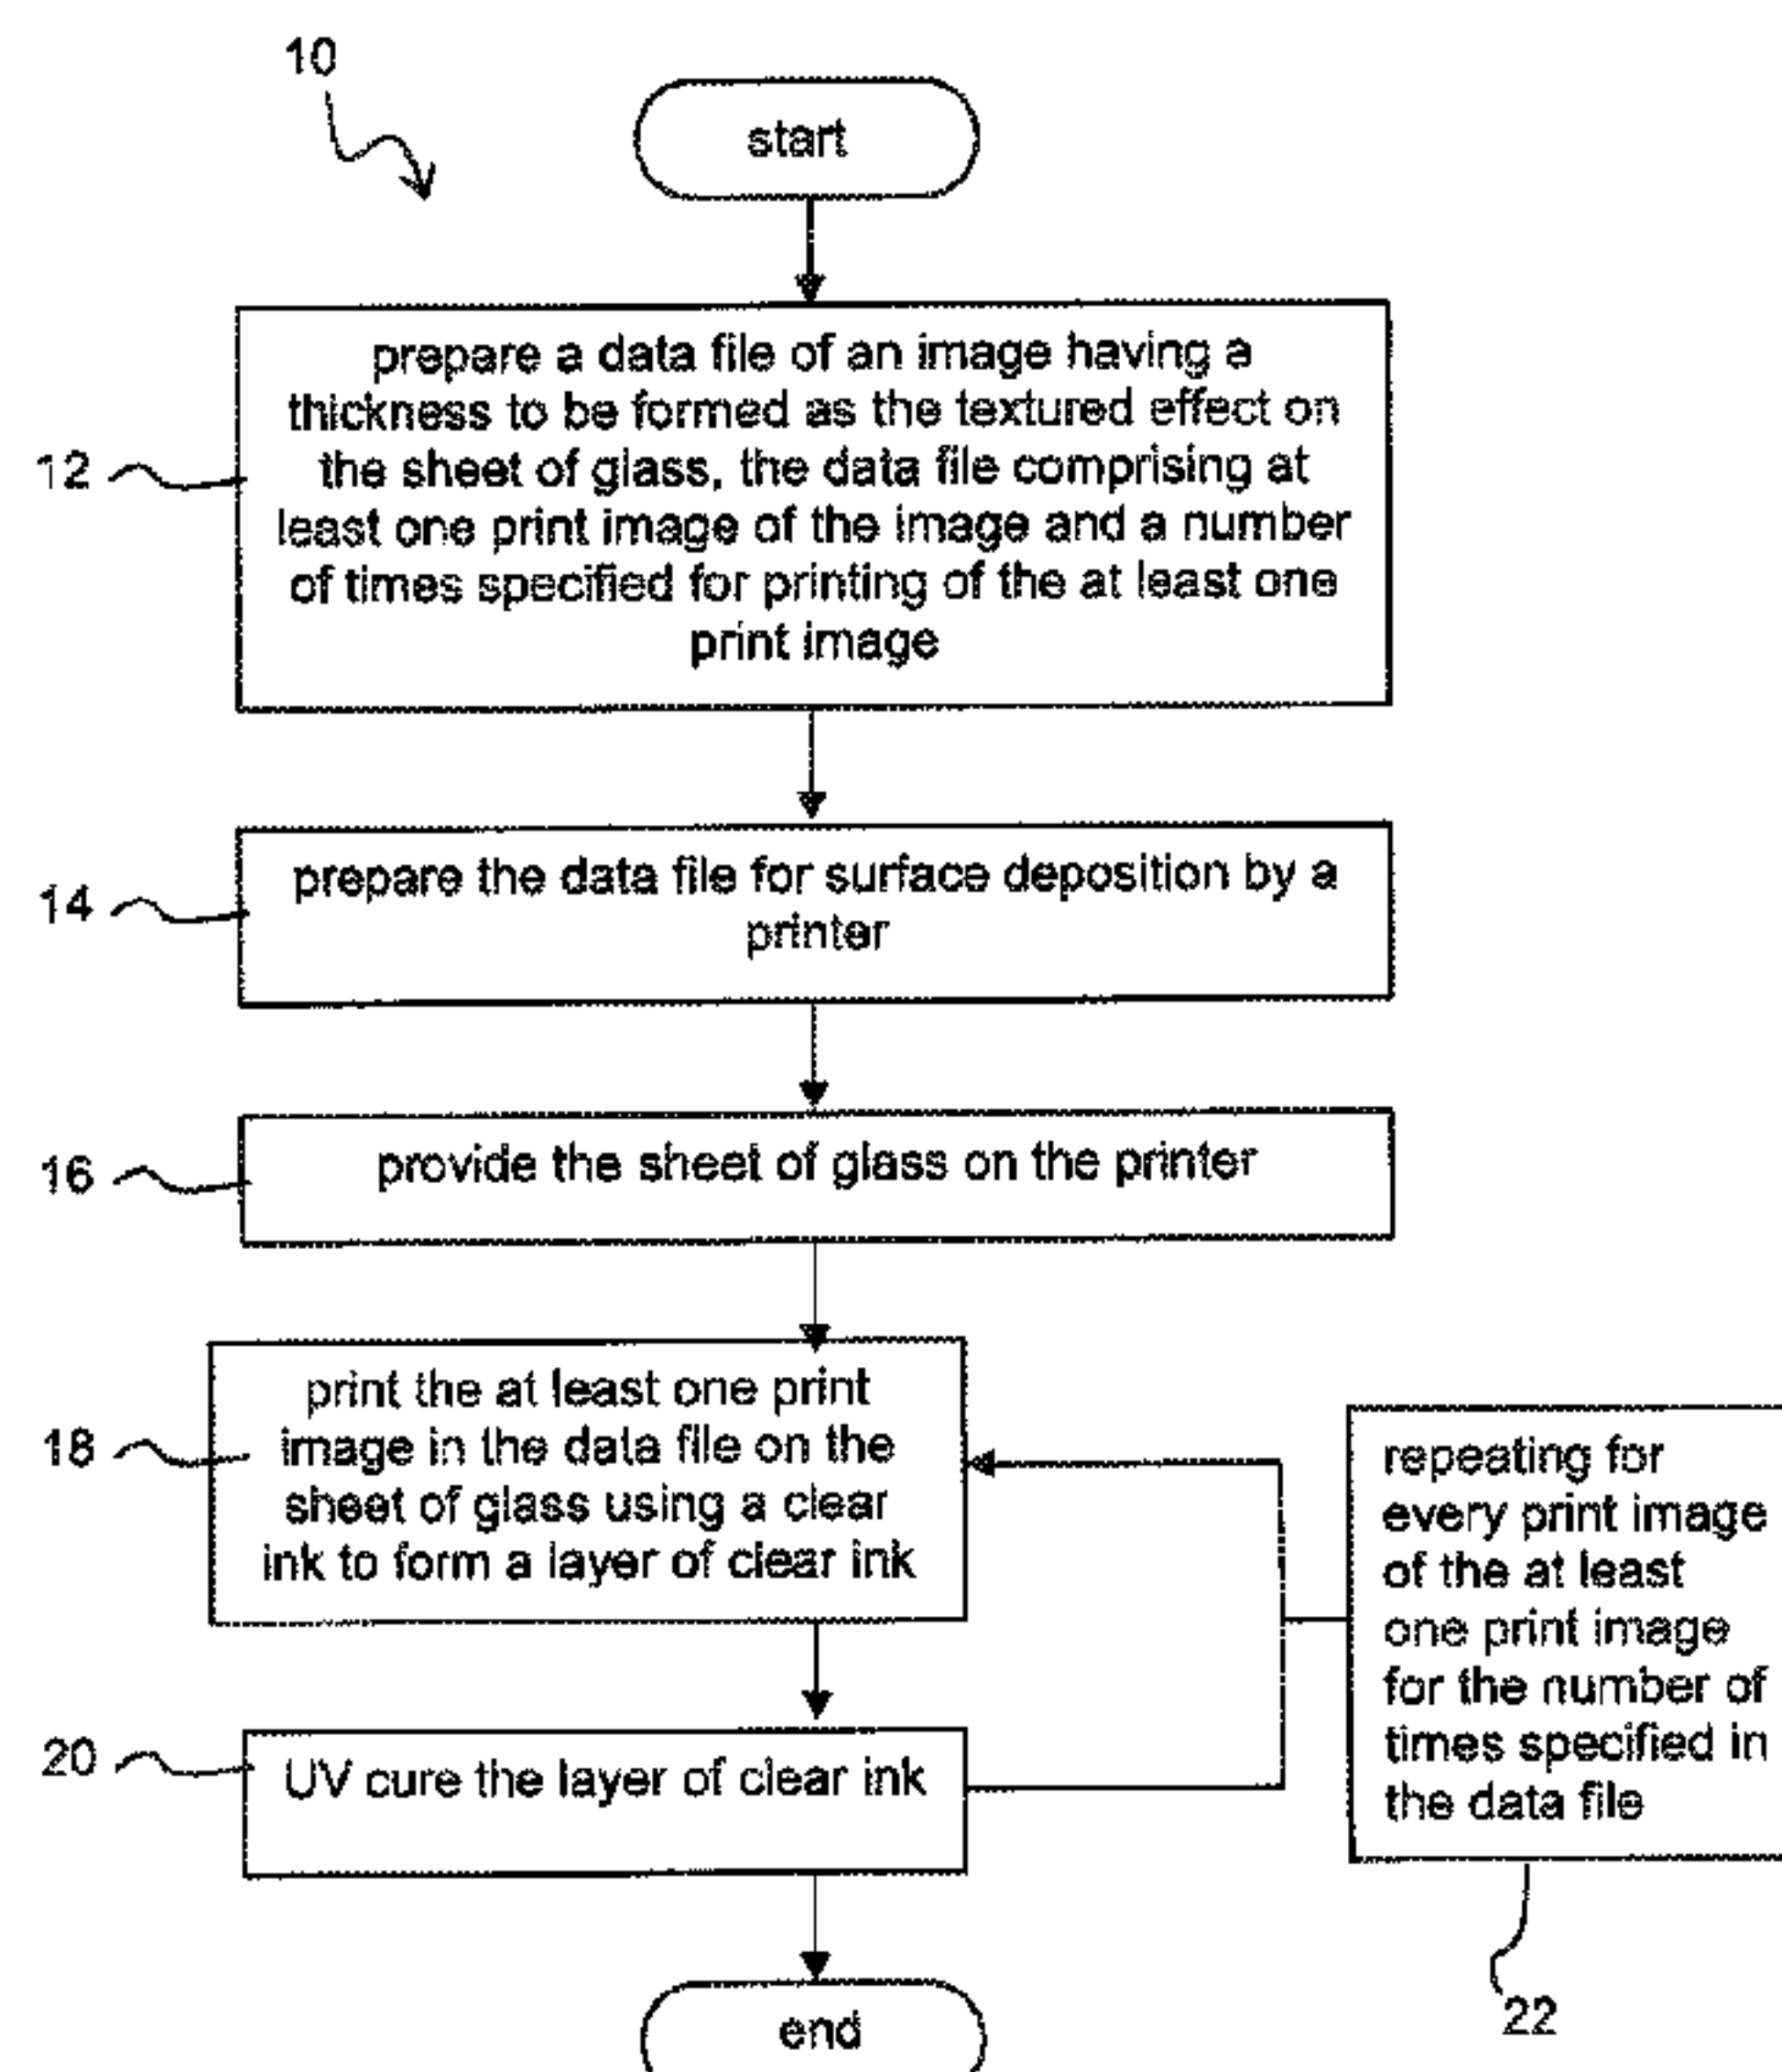 10
start
12
prepare a data file of an image having a
thickness to be formed as the textured effect on
the sheet of glass, the data file comprising at
least one print image of the image and a number
of times specified for printing of the at least one
print image
14
prepare the data file for surface deposition by a
printer
16
provide the sheet of glass on the printer
18
print the at least one print
image in the data file on the
sheet of glass using a clear
ink to form a layer of clear ink
repeating for
every print image
of the at least
one print image
for the number of
times specified in
the data file
20
UV cure the layer of clear ink
22
end